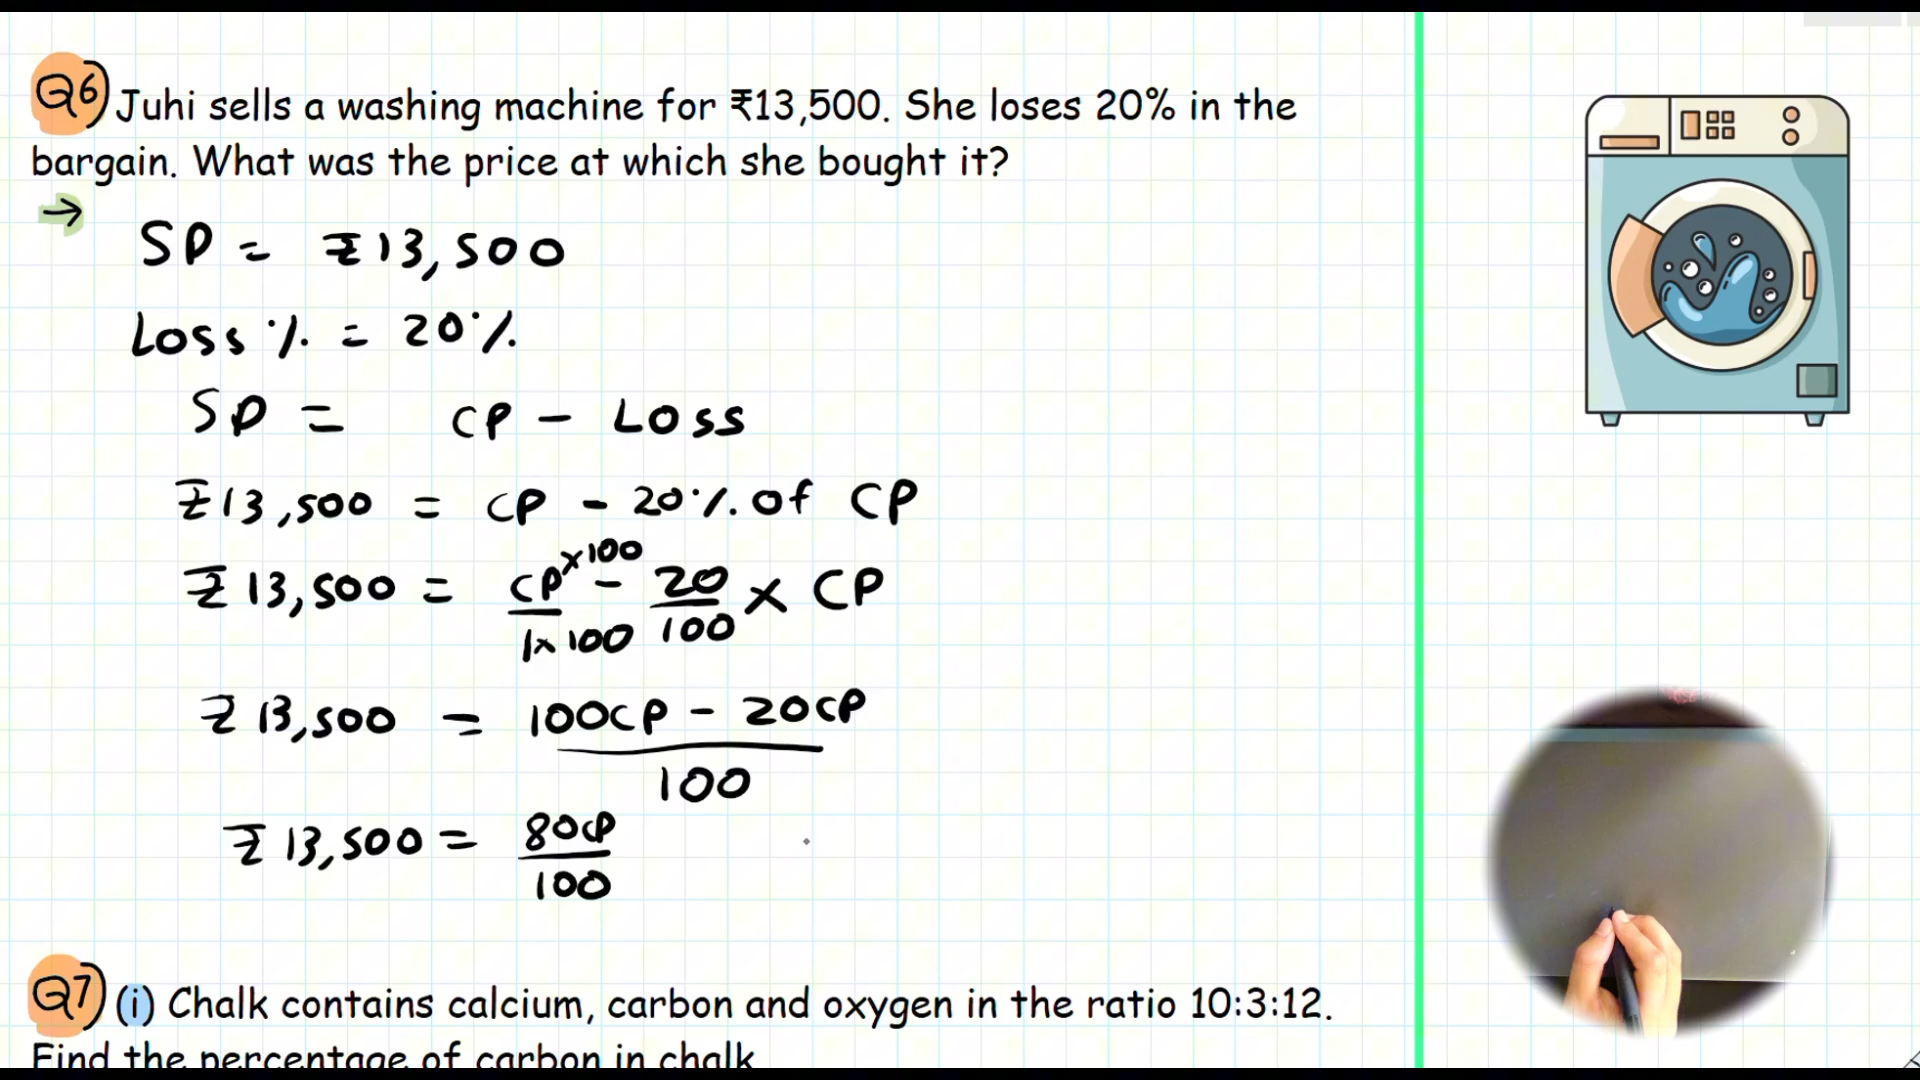 Q6) Juhi sells a washing machine for ₹13,500. She loses 20% in the
bargain. What was the price at which she bought it?
→ SP = ₹13,500
Loss % = 20%
SP = CP - Loss
₹13,500 = CP - 20% of CP
₹13,500 = CP×100/1×100 - 20/100 × CP
₹13,500 = 100CP - 20CP/100
₹13,500 = 80CP/100
Q7) (i) Chalk contains calcium, carbon and oxygen in the ratio 10:3:12.
Find the percentage of carbon in chalk